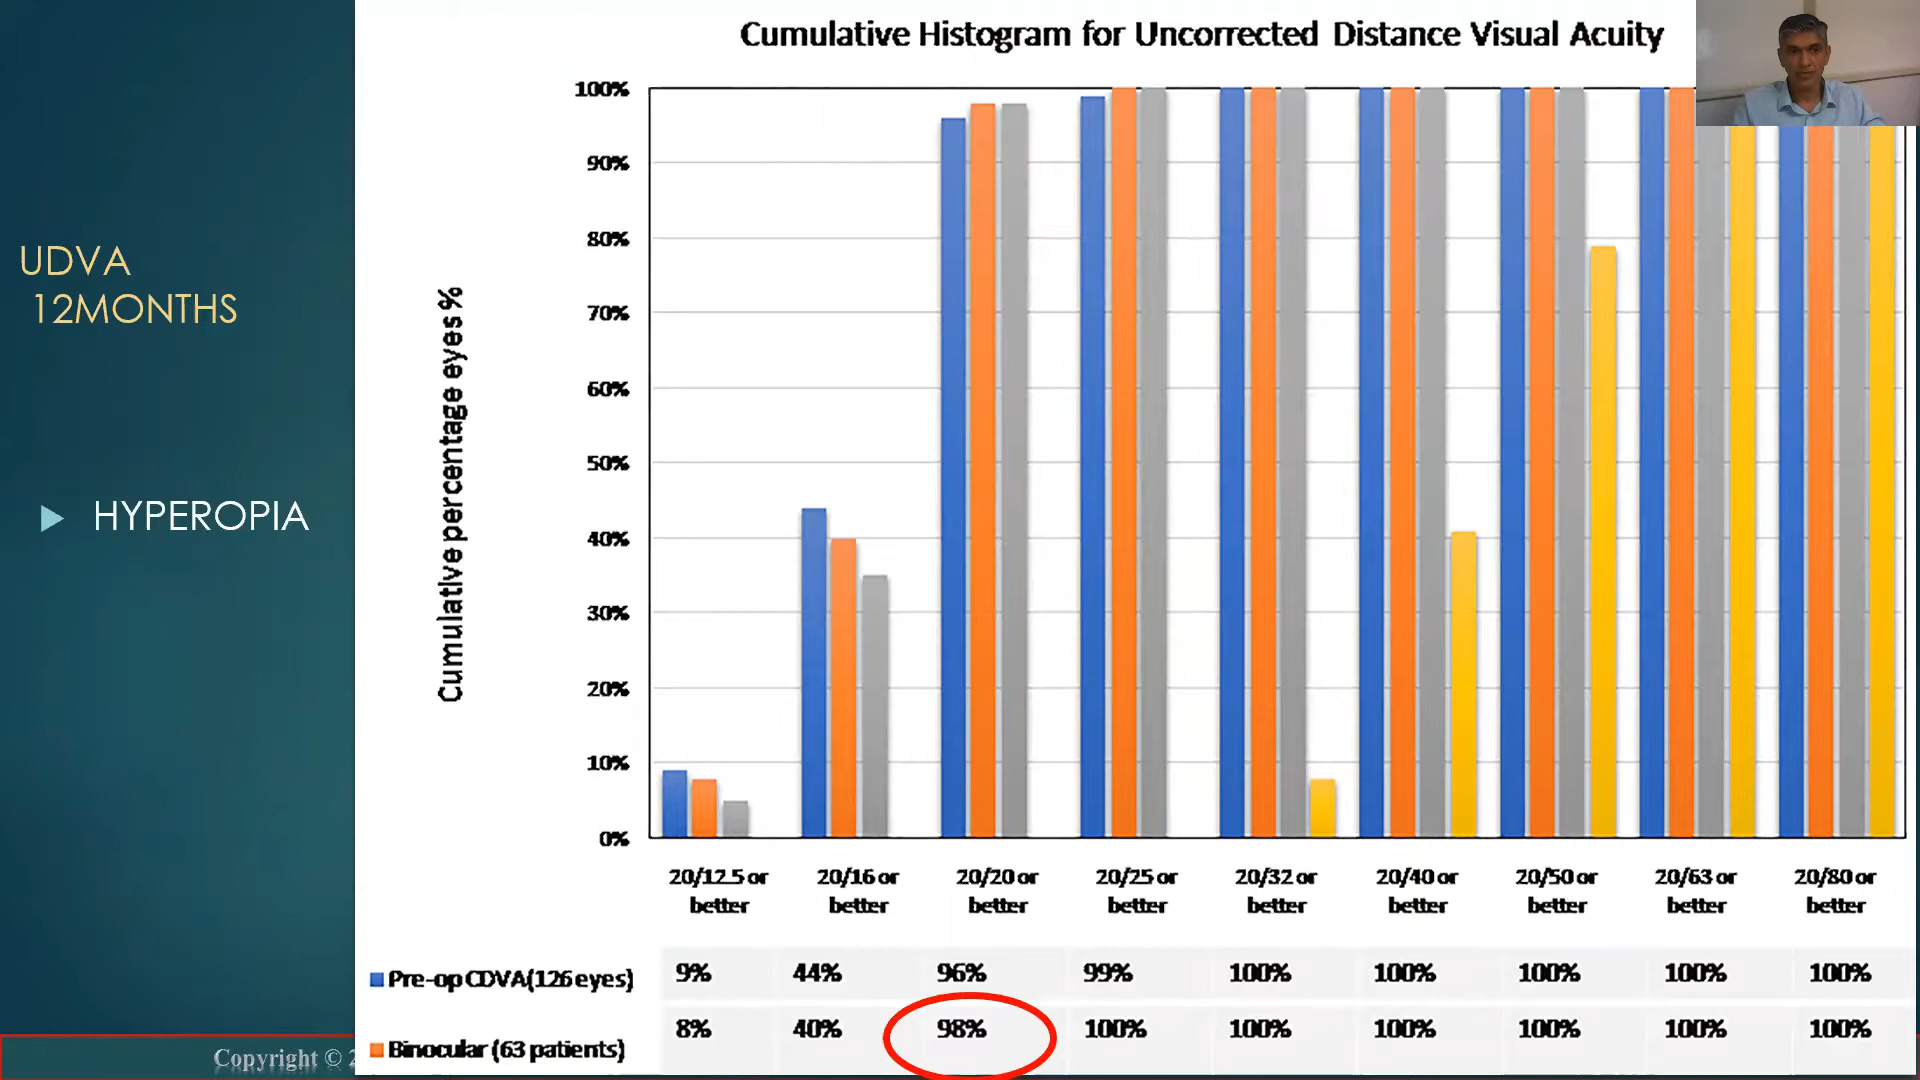 Cumulative Histogram for Uncorrected Distance Visual Acuity
UDVA
12MONTHS
HYPEROPIA
Cumulative percentage eyes %
100%
90%
80%
70%
60%
50%
40%
30%
20%
10%
0%
20/12.5 or better
20/16 or better
20/20 or better
20/25 or better
20/32 or better
20/40 or better
20/50 or better
20/63 or better
20/80 or better
Pre-op CDVA(126 eyes) 9% 44% 96% 99% 100% 100% 100% 100% 100%
Binocular (63 patients) 8% 40% 98% 100% 100% 100% 100% 100% 100%
Copyright ©